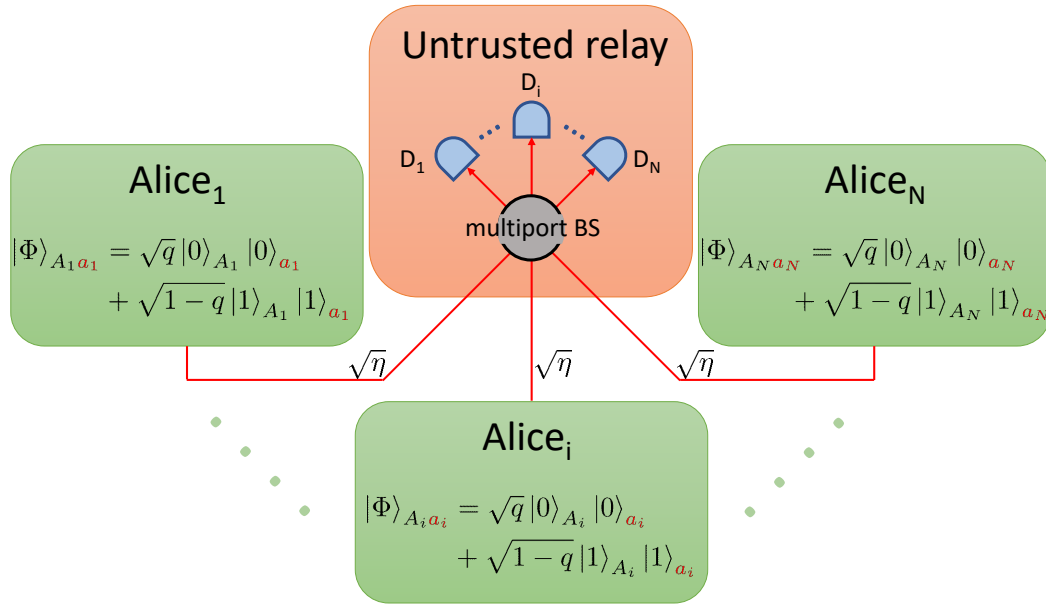 Untrusted relay
D_i
D_1
D_N
multiport BS
Alice_1
|Φ⟩_{A_1 a_1} = √q |0⟩_{A_1} |0⟩_{a_1}
+ √(1 − q) |1⟩_{A_1} |1⟩_{a_1}
Alice_N
|Φ⟩_{A_N a_N} = √q |0⟩_{A_N} |0⟩_{a_N}
+ √(1 − q) |1⟩_{A_N} |1⟩_{a_N}
√η
√η
√η
Alice_i
|Φ⟩_{A_i a_i} = √q |0⟩_{A_i} |0⟩_{a_i}
+ √(1 − q) |1⟩_{A_i} |1⟩_{a_i}